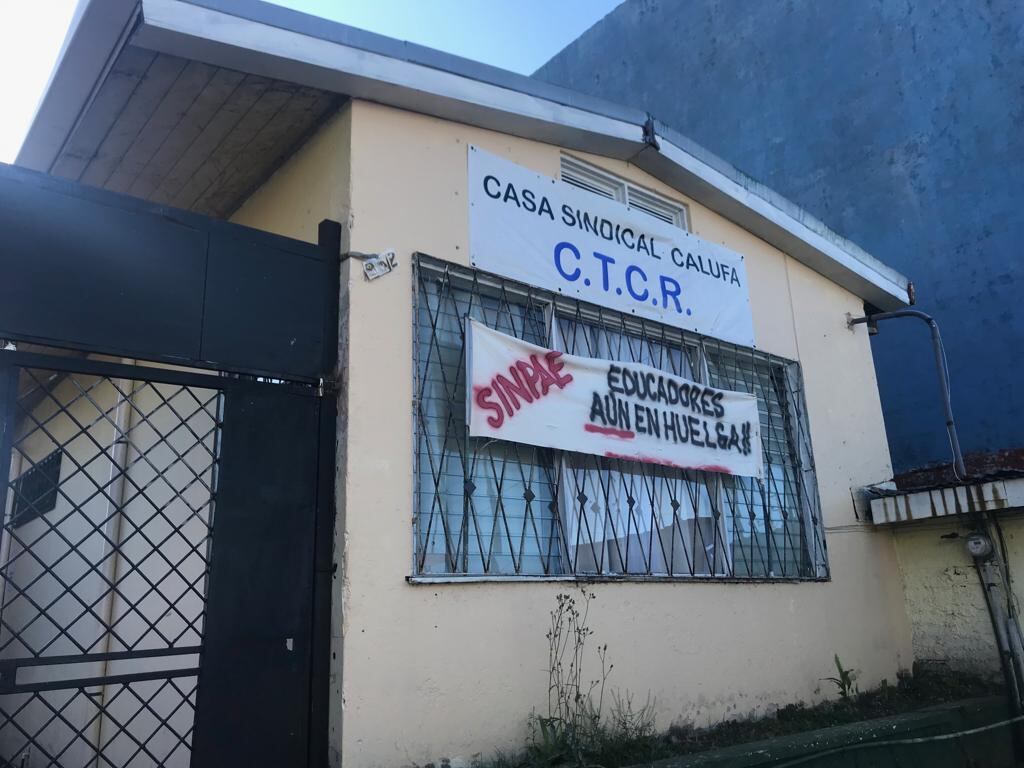 CASA SINDICAL CALUFA
C.T.C.R.
SINPAE
EDUCADORES
AÚN EN HUELGA!!